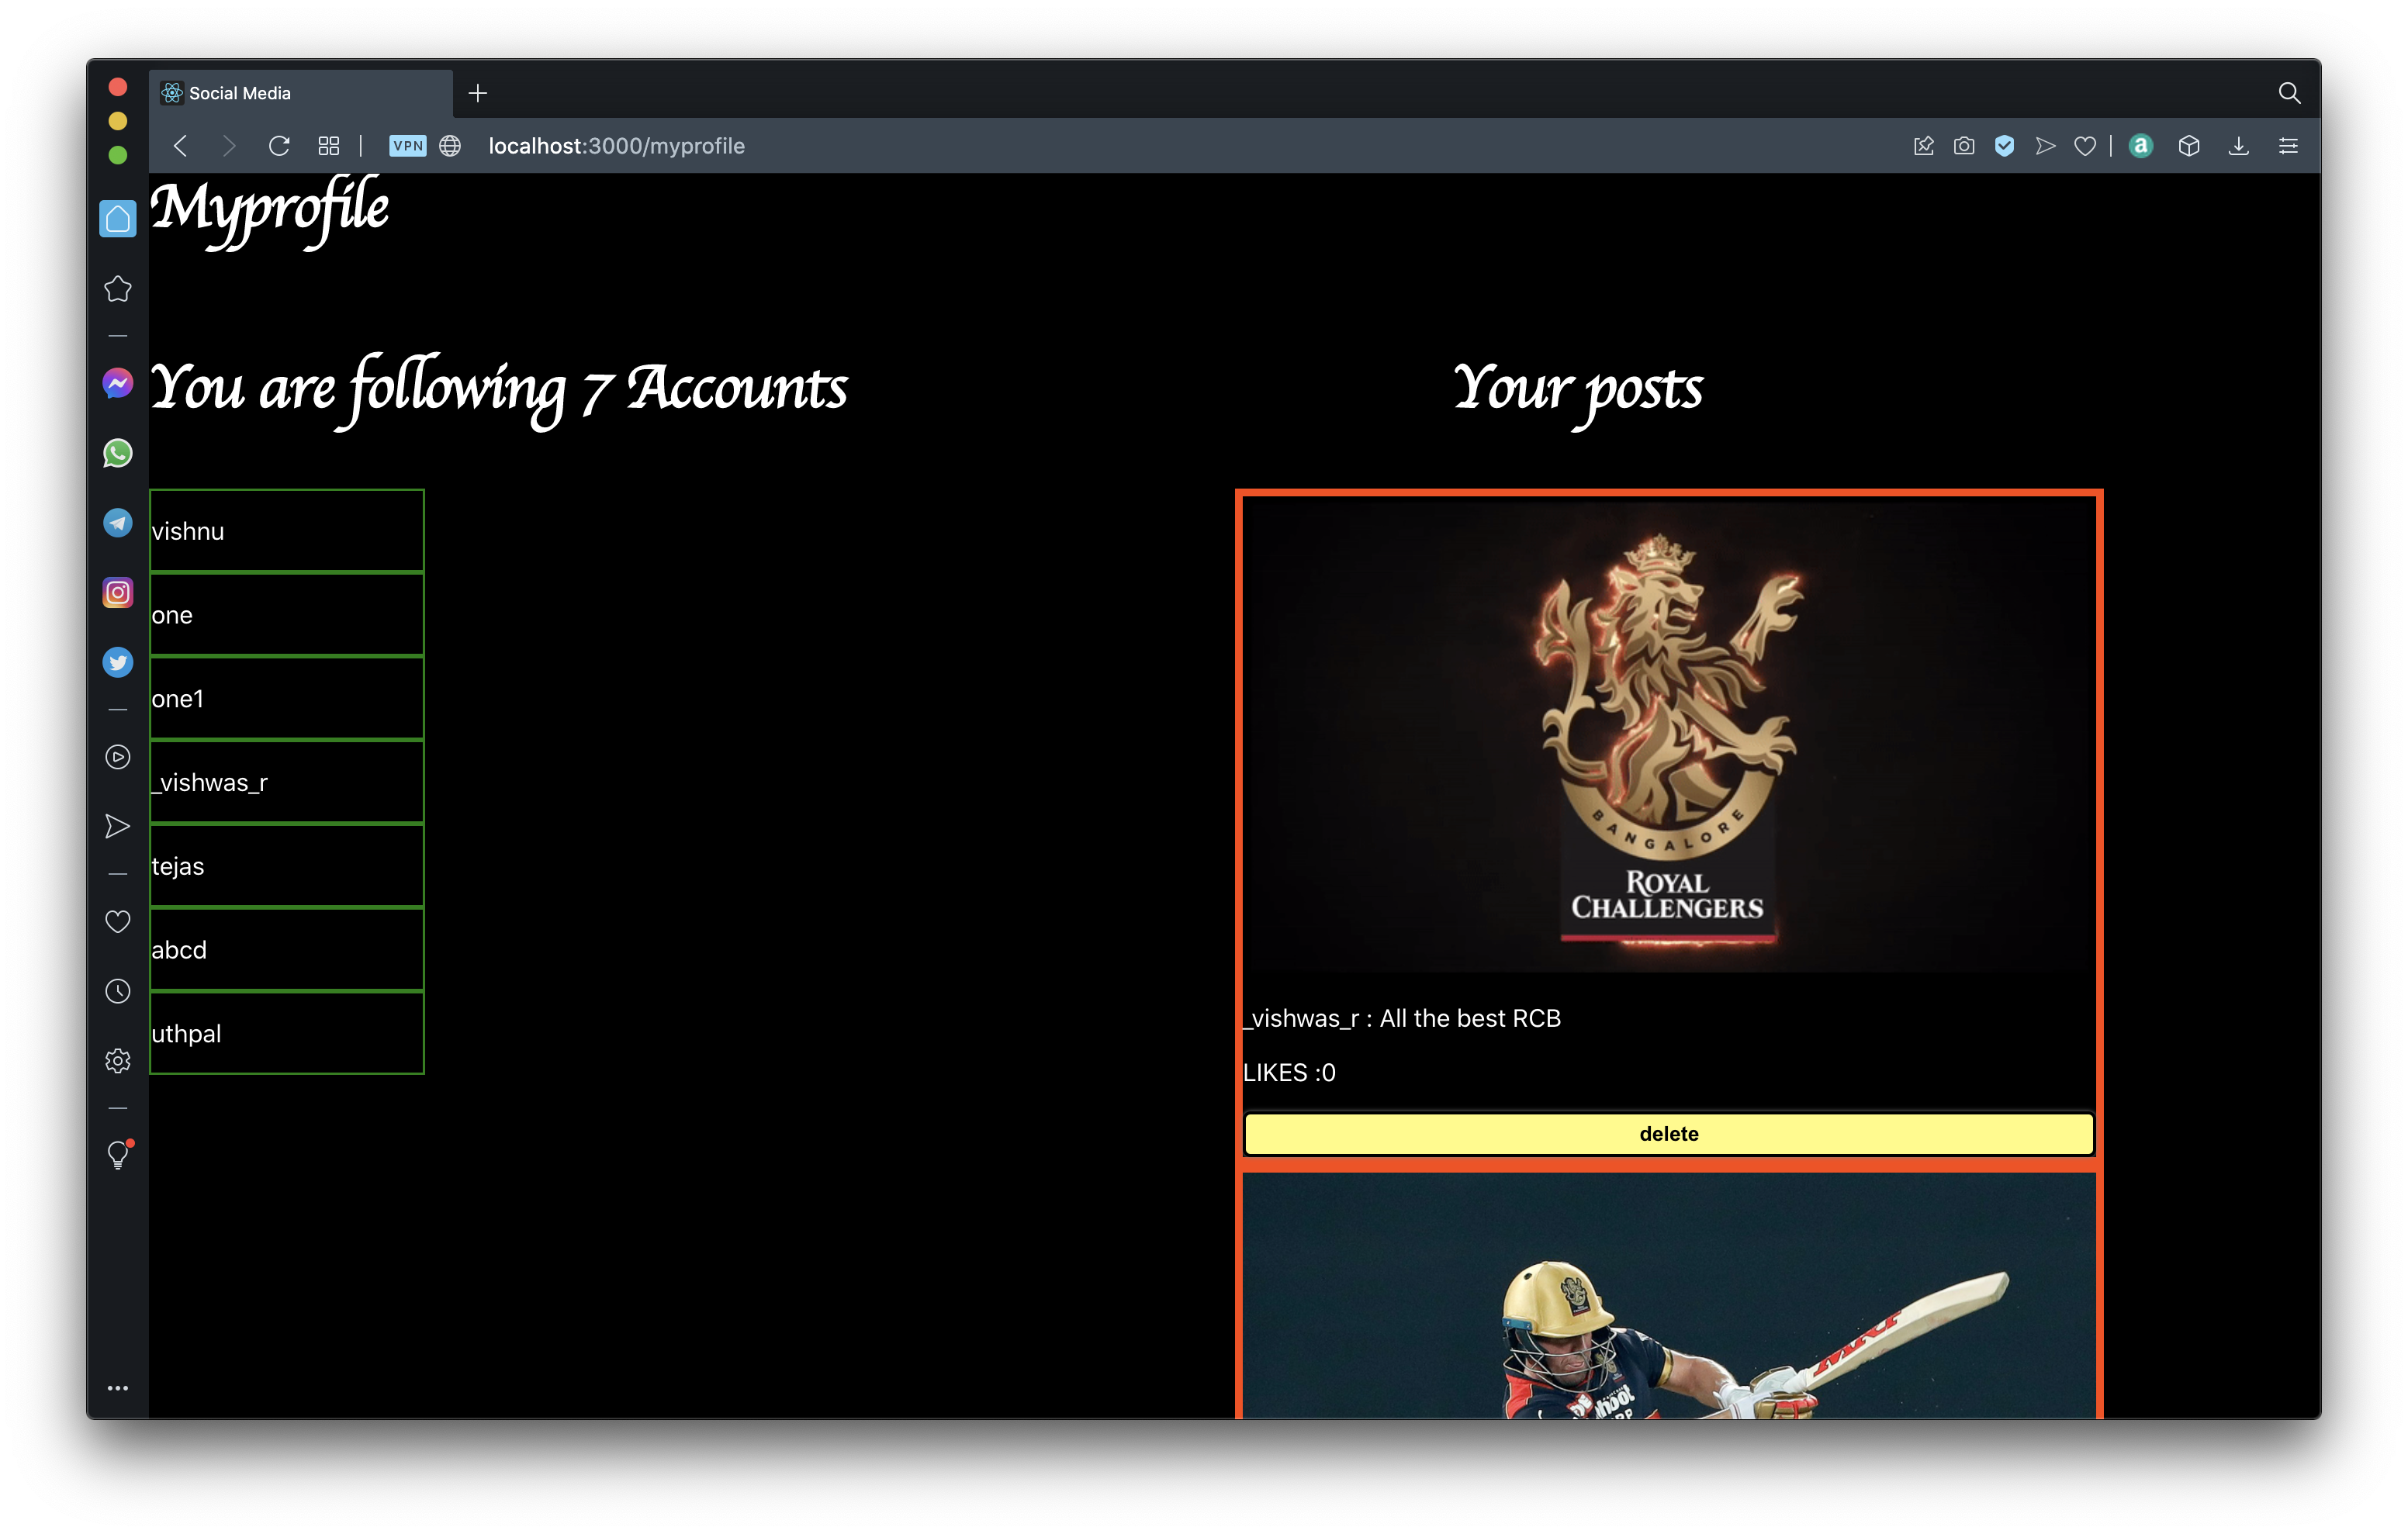 Social Media
VPN
localhost:3000/myprofile
a
Myprofile
You are following 7 Accounts
Your posts
vishnu
one
one1
_vishwas_r
tejas
abcd
uthpal
BANGALORE
ROYAL
CHALLENGERS
_vishwas_r : All the best RCB
LIKES :0
delete
MRF